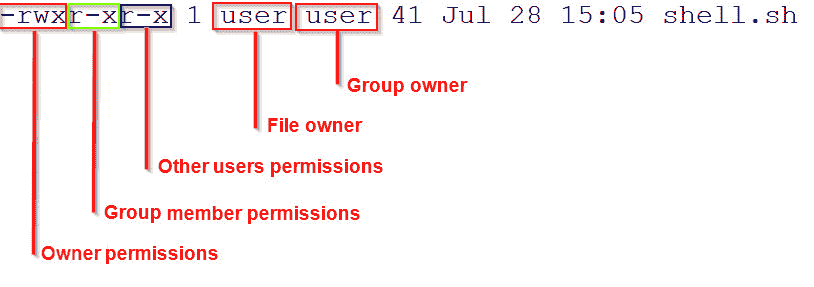 -rwxr-xr-x 1 user user 41 Jul 28 15:05 shell.sh
Group owner
File owner
Other users permissions
Group member permissions
Owner permissions